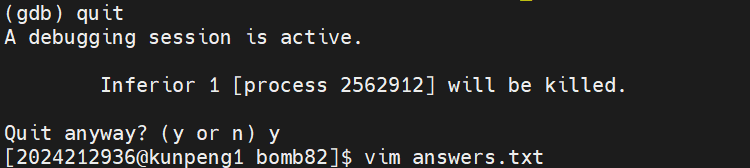 (gdb) quit
A debugging session is active.
Inferior 1 [process 2562912] will be killed.
Quit anyway? (y or n) y
[2024212936@kunpeng1 bomb82]$ vim answers.txt